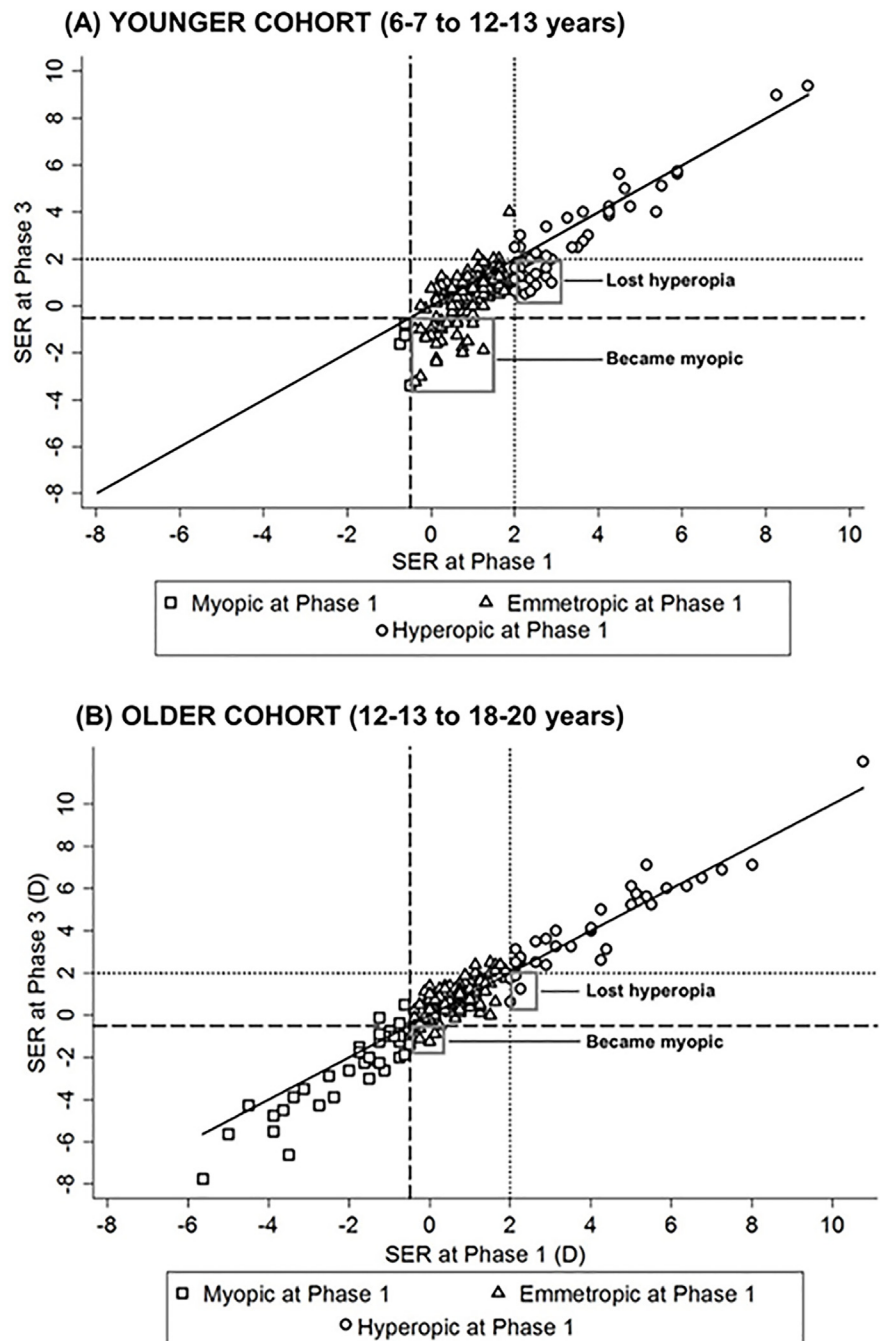 (A) YOUNGER COHORT (6-7 to 12-13 years)
10
8
6
4
2
0
-2
-4
-6
-8
SER at Phase 3
Lost hyperopia
Became myopic
-8 -6 -4 -2 0 2 4 6 8 10
SER at Phase 1
Myopic at Phase 1 Emmetropic at Phase 1
Hyperopic at Phase 1
(B) OLDER COHORT (12-13 to 18-20 years)
10
8
6
4
2
0
-2
-4
-6
-8
SER at Phase 3 (D)
Lost hyperopia
Became myopic
-8 -6 -4 -2 0 2 4 6 8 10
SER at Phase 1 (D)
Myopic at Phase 1 Emmetropic at Phase 1
Hyperopic at Phase 1